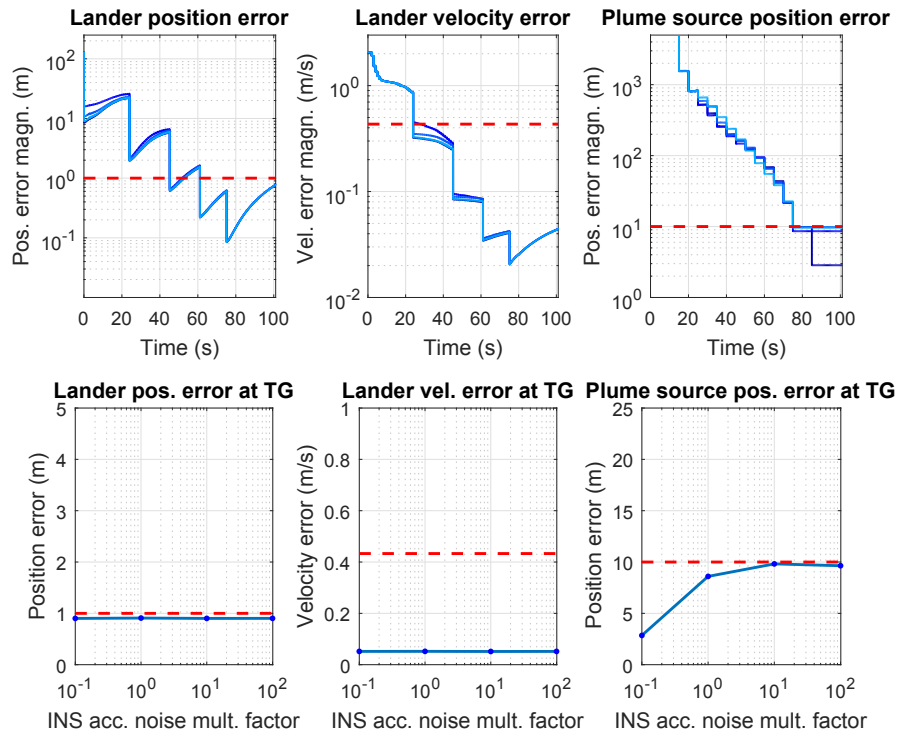 Lander position error
Pos. error magn. (m)
10^2
10^1
10^0
10^-1
0 20 40 60 80 100
Time (s)
Lander velocity error
Vel. error magn. (m/s)
10^0
10^-1
10^-2
0 20 40 60 80 100
Time (s)
Plume source position error
Pos. error magn. (m)
10^3
10^2
10^1
10^0
0 20 40 60 80 100
Time (s)
Lander pos. error at TG
Position error (m)
5
4
3
2
1
0
10^-1 10^0 10^1 10^2
INS acc. noise mult. factor
Lander vel. error at TG
Velocity error (m/s)
1
0.8
0.6
0.4
0.2
0
10^-1 10^0 10^1 10^2
INS acc. noise mult. factor
Plume source pos. error at TG
Position error (m)
25
20
15
10
5
0
10^-1 10^0 10^1 10^2
INS acc. noise mult. factor